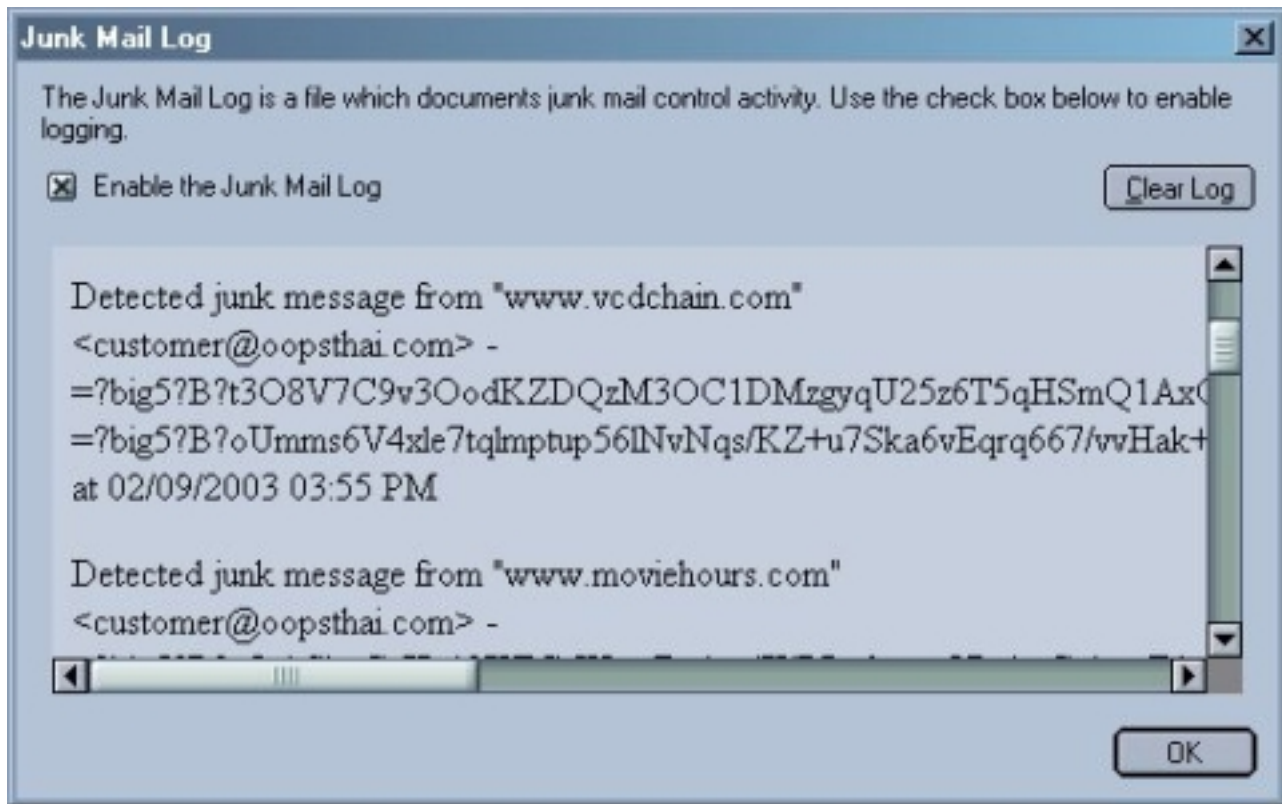 Junk Mail Log
The Junk Mail Log is a file which documents junk mail control activity. Use the check box below to enable
logging.
Enable the Junk Mail Log
Clear Log
Detected junk message from "www.vcdchain.com"
<customer@oopsthai.com> -
=?big5?B?t3O8V7C9v3OodKZDQzM3OC1DMzgyqU25z6T5qHSmQ1Ax
=?big5?B?oUmms6V4xle7tqlmptup56lNvNqs/KZ+u7Ska6vEqrq667/vvHak+
at 02/09/2003 03:55 PM
Detected junk message from "www.moviehours.com"
<customer@oopsthai.com> -
OK